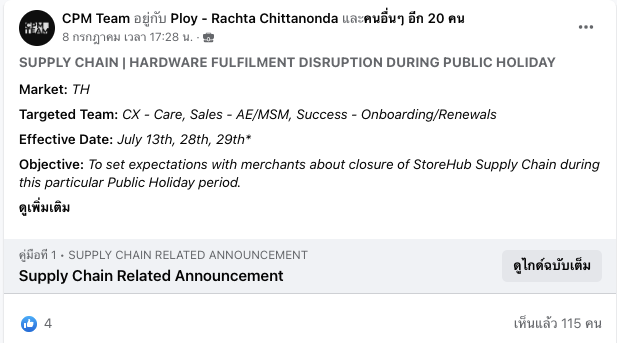 CPM TEAM
CPM Team อยู่กับ Ploy - Rachta Chittanonda และคนอื่นๆ อีก 20 คน
8 กรกฎาคม เวลา 17:28 น. ·
···
SUPPLY CHAIN | HARDWARE FULFILMENT DISRUPTION DURING PUBLIC HOLIDAY
Market: TH
Targeted Team: CX - Care, Sales - AE/MSM, Success - Onboarding/Renewals
Effective Date: July 13th, 28th, 29th*
Objective: To set expectations with merchants about closure of StoreHub Supply Chain during
this particular Public Holiday period.
ดูเพิ่มเติม
คู่มือที่ 1 • SUPPLY CHAIN RELATED ANNOUNCEMENT
Supply Chain Related Announcement
ดูไกด์ฉบับเต็ม
4
เห็นแล้ว 115 คน